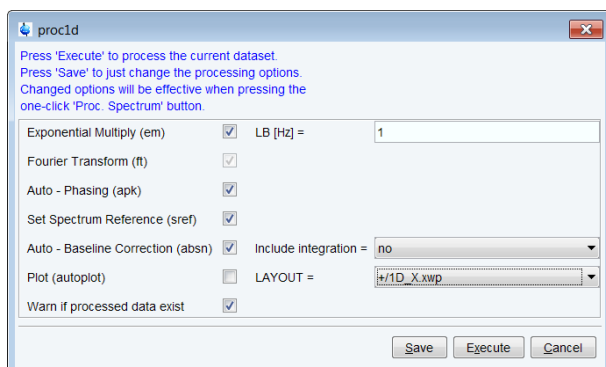 proc1d
Press 'Execute' to process the current dataset.
Press 'Save' to just change the processing options.
Changed options will be effective when pressing the
one-click 'Proc. Spectrum' button.
Exponential Multiply (em) LB [Hz] = 1
Fourier Transform (ft)
Auto - Phasing (apk)
Set Spectrum Reference (sref)
Auto - Baseline Correction (absn) Include integration = no
Plot (autoplot) LAYOUT = +/1D_X.xwp
Warn if processed data exist
Save Execute Cancel